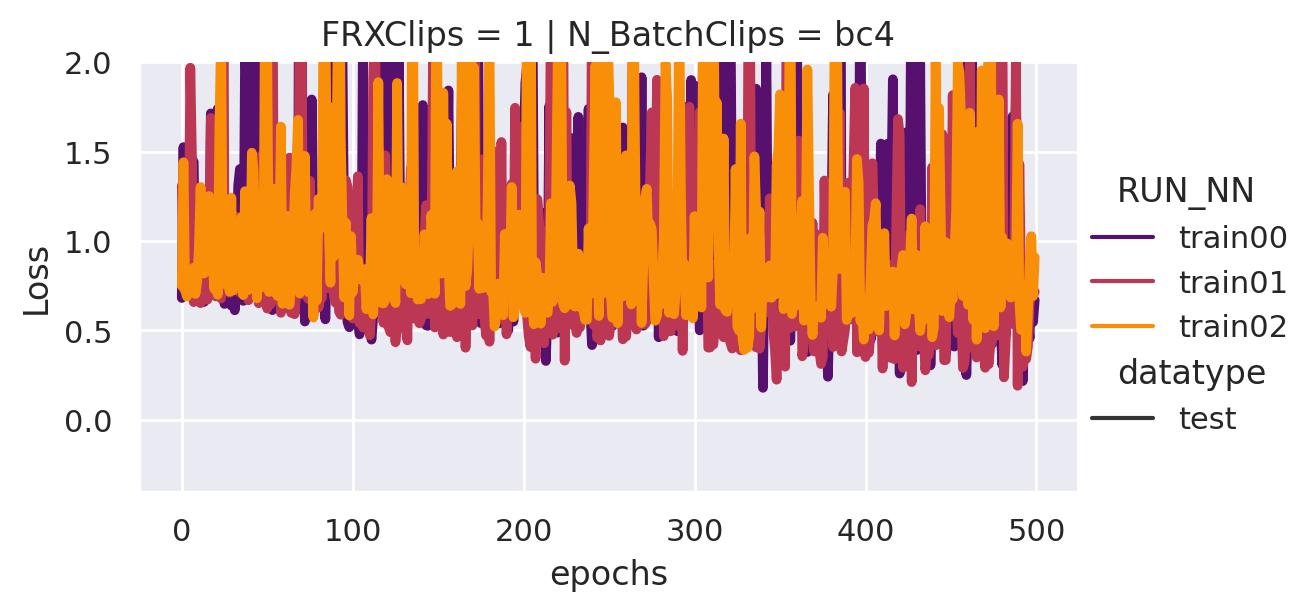 FRXClips = 1 | N_BatchClips = bc4
2.0
1.5
1.0
0.5
0.0
Loss
0 100 200 300 400 500
epochs
RUN_NN
train00
train01
train02
datatype
test